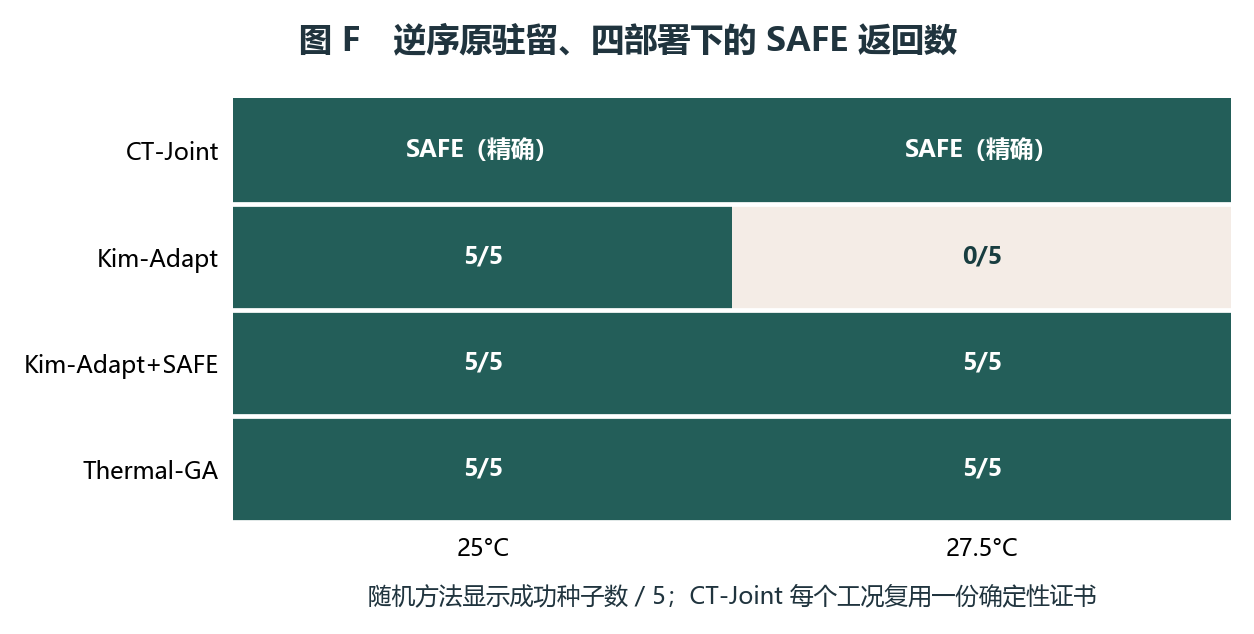 图 F 逆序原驻留、四部署下的 SAFE 返回数
CT-Joint
SAFE（精确）
SAFE（精确）
Kim-Adapt
5/5
0/5
Kim-Adapt+SAFE
5/5
5/5
Thermal-GA
5/5
5/5
25°C
27.5°C
随机方法显示成功种子数 / 5；CT-Joint 每个工况复用一份确定性证书